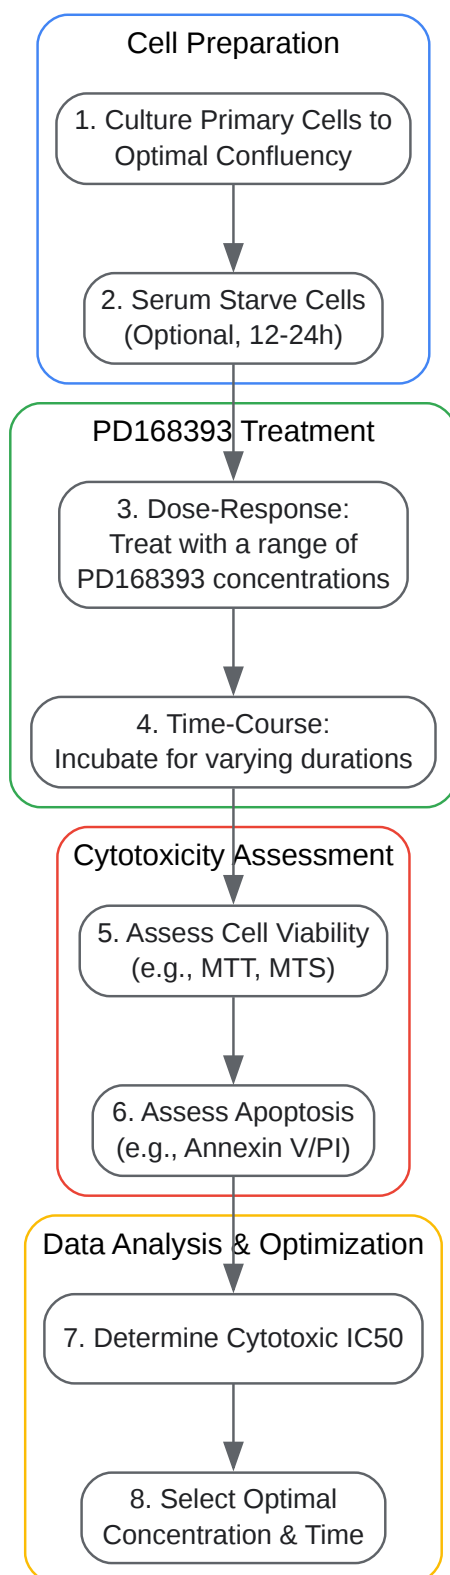 Cell Preparation
1. Culture Primary Cells to
Optimal Confluency
2. Serum Starve Cells
(Optional, 12-24h)
PD168393 Treatment
3. Dose-Response:
Treat with a range of
PD168393 concentrations
4. Time-Course:
Incubate for varying durations
Cytotoxicity Assessment
5. Assess Cell Viability
(e.g., MTT, MTS)
6. Assess Apoptosis
(e.g., Annexin V/PI)
Data Analysis & Optimization
7. Determine Cytotoxic IC50
8. Select Optimal
Concentration & Time